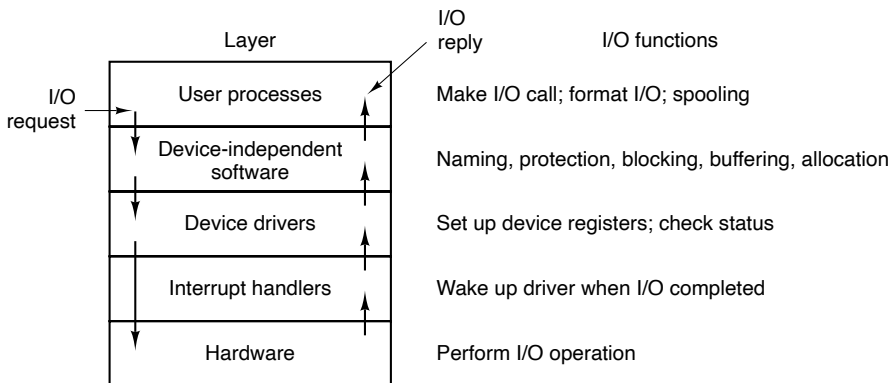 I/O
reply
Layer
I/O functions
I/O
request
User processes
Make I/O call; format I/O; spooling
Device-independent
software
Naming, protection, blocking, buffering, allocation
Device drivers
Set up device registers; check status
Interrupt handlers
Wake up driver when I/O completed
Hardware
Perform I/O operation